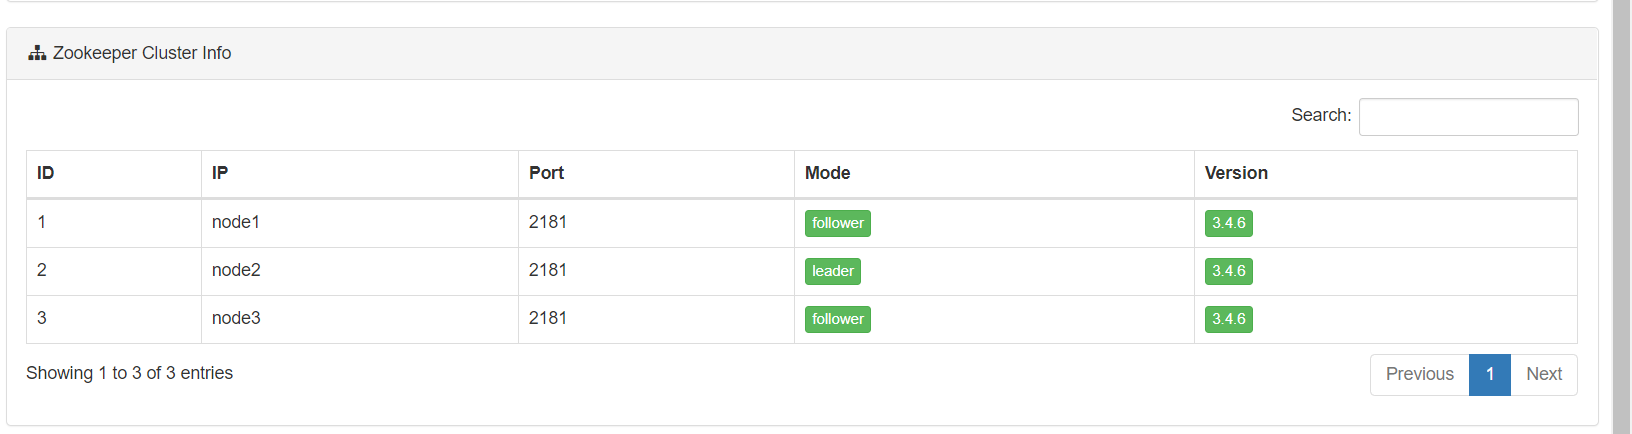 Zookeeper Cluster Info
Search:
ID IP Port Mode Version
1 node1 2181 follower 3.4.6
2 node2 2181 leader 3.4.6
3 node3 2181 follower 3.4.6
Showing 1 to 3 of 3 entries Previous 1 Next